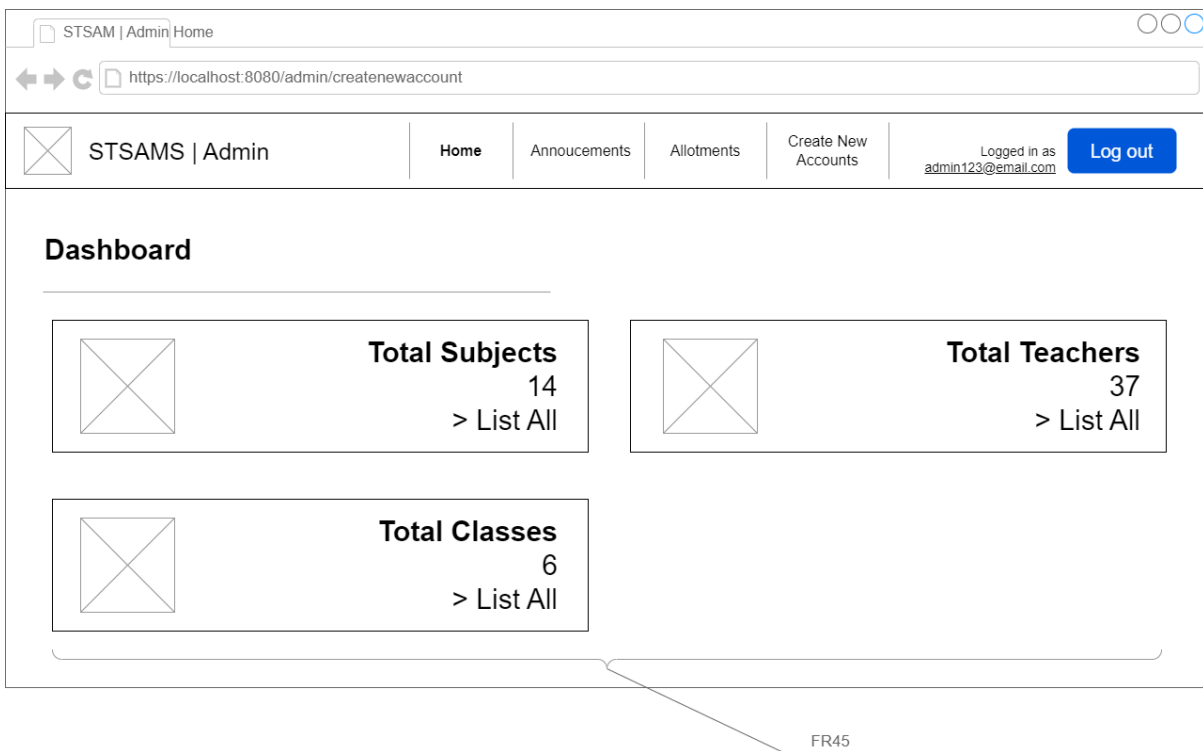 STSAM | Admin Home
https://localhost:8080/admin/createnewaccount
STSAMS | Admin
Home
Annoucements
Allotments
Create New
Accounts
Logged in as
admin123@email.com
Log out
Dashboard
Total Subjects
14
> List All
Total Teachers
37
> List All
Total Classes
6
> List All
FR45